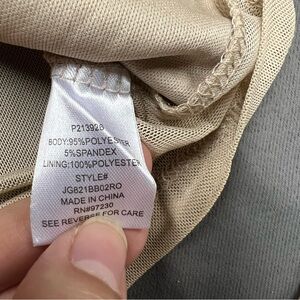 P213928
BODY:95%POLYESTER
5%SPANDEX
LINING:100%POLYESTER
STYLE#
JG821BB02RO
MADE IN CHINA
RN#97230
SEE REVERSE FOR CARE